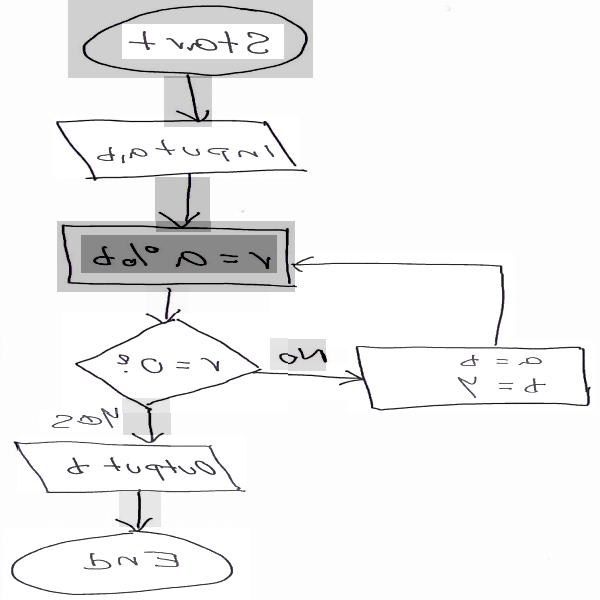 Start
Input a,b
r = a % b
r = 0?
No
a = b
b = r
Yes
Output b
End